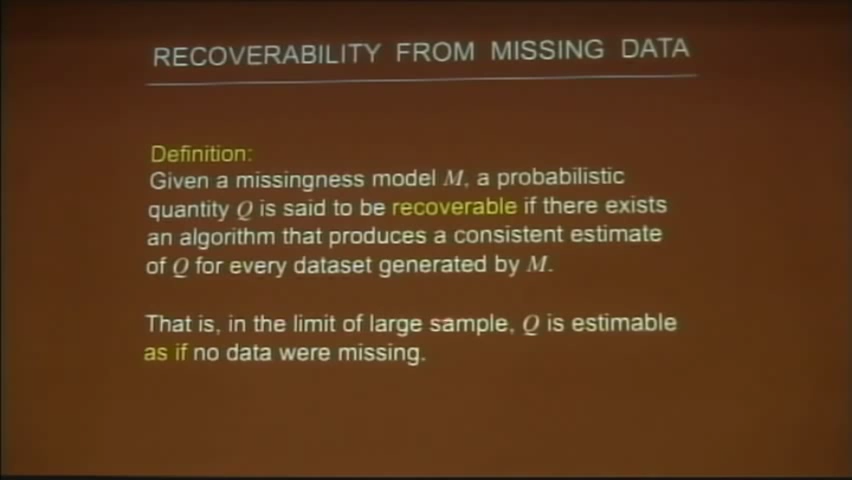 RECOVERABILITY FROM MISSING DATA
Definition:
Given a missingness model M, a probabilistic
quantity Q is said to be recoverable if there exists
an algorithm that produces a consistent estimate
of Q for every dataset generated by M.
That is, in the limit of large sample, Q is estimable
as if no data were missing.